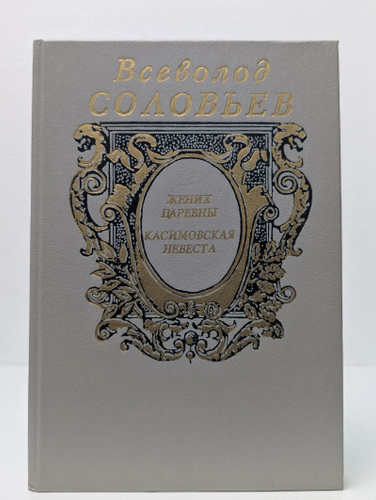 Всеволод
СОЛОВЬЕВ
ЖЕНИХ
ЦАРЕВНЫ
КАСИМОВСКАЯ
НЕВЕСТА